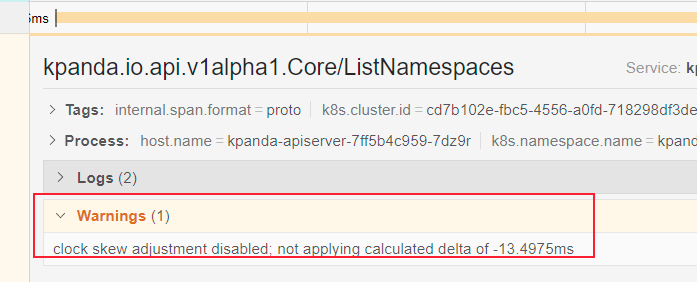 6ms
kpanda.io.api.v1alpha1.Core/ListNamespaces Service: k
Tags: internal.span.format = proto k8s.cluster.id = cd7b102e-fbc5-4556-a0fd-718298df3de
Process: host.name = kpanda-apiserver-7ff5b4c959-7dz9r k8s.namespace.name = kpand
Logs (2)
Warnings (1)
clock skew adjustment disabled; not applying calculated delta of -13.4975ms